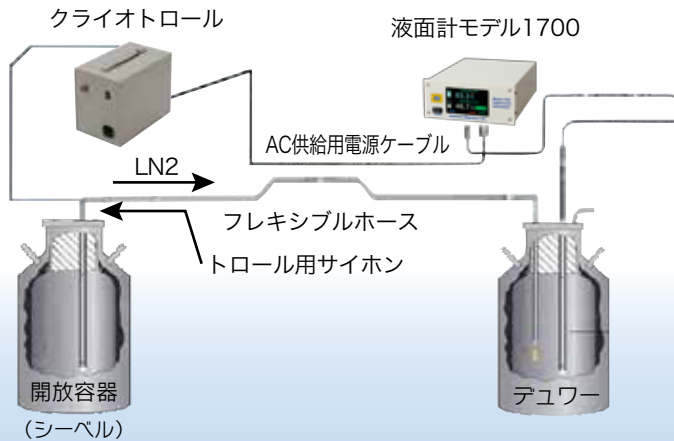 クライオトロール
液面計モデル1700
AC供給用電源ケーブル
LN2
フレキシブルホース
トロール用サイホン
開放容器
（シーベル）
デュワー